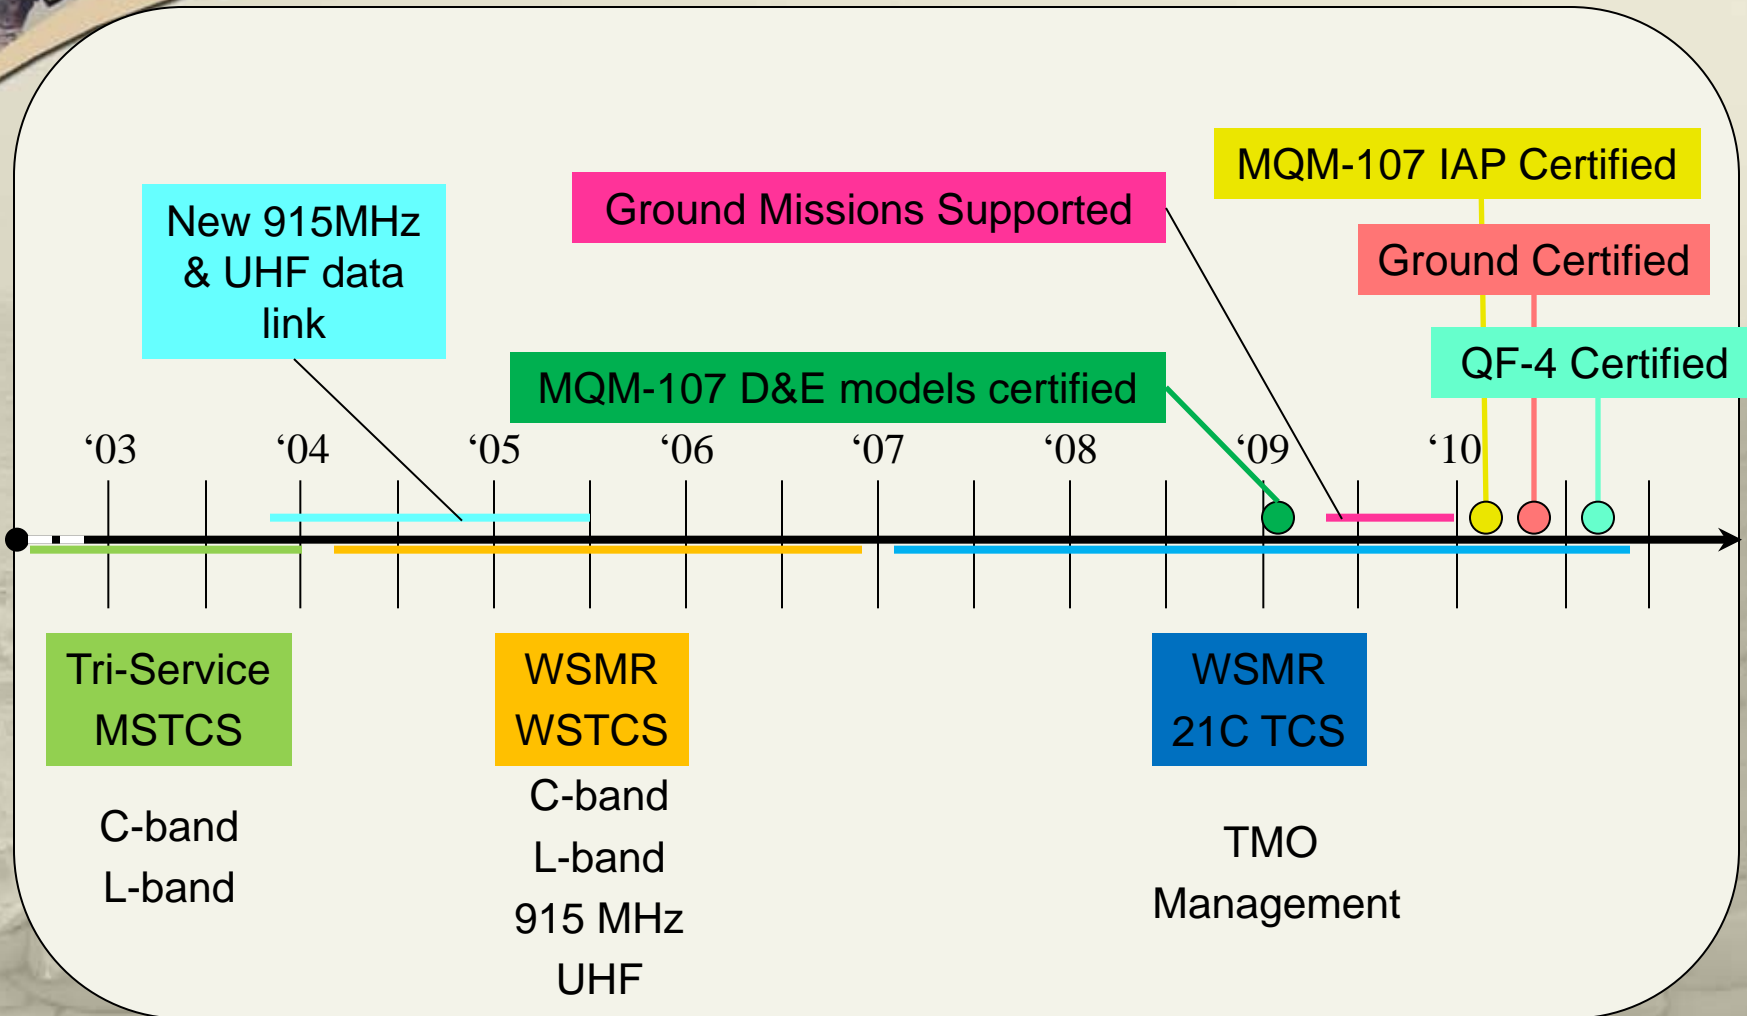 MQM-107 IAP Certified
New 915MHz
& UHF data
link
Ground Missions Supported
Ground Certified
QF-4 Certified
MQM-107 D&E models certified
‘03 ‘04 ‘05 ‘06 ‘07 ‘08 ‘09 ‘10
Tri-Service
MSTCS
C-band
L-band
WSMR
WSTCS
C-band
L-band
915 MHz
UHF
WSMR
21C TCS
TMO
Management